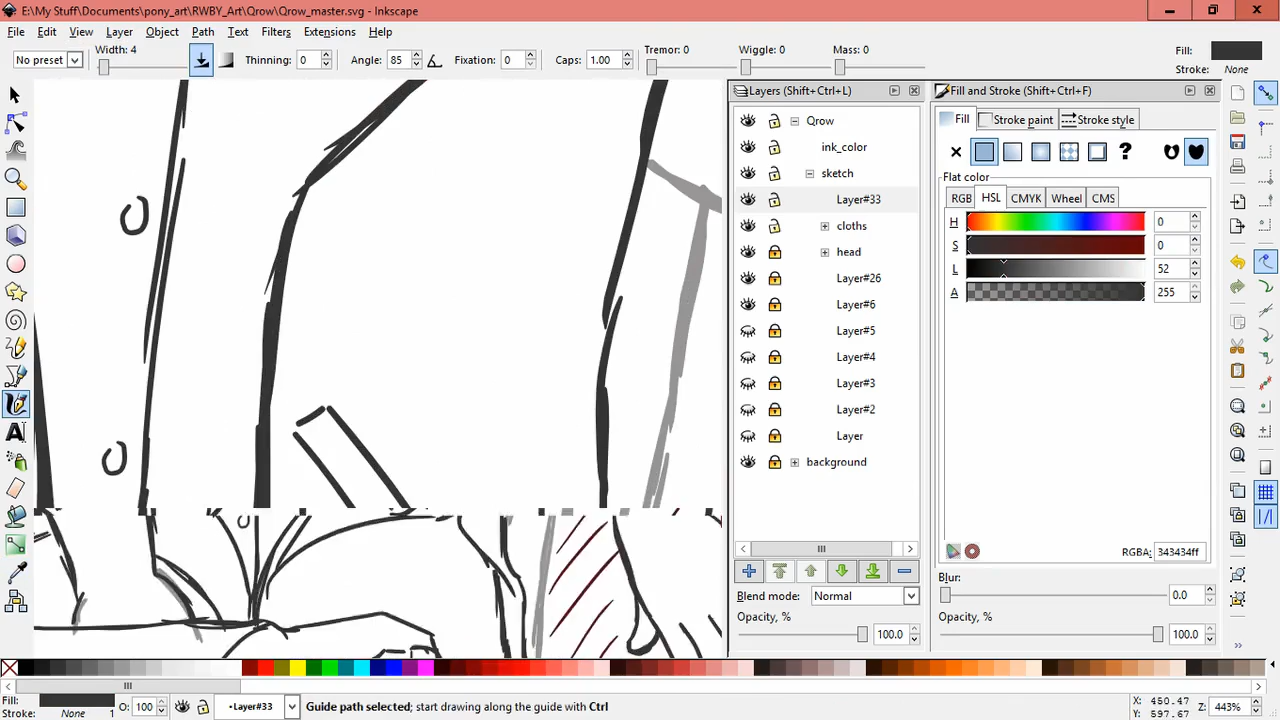 E:\My Stuff\Documents\pony_art\RWBY_Art\Qrow\Qrow_master.svg - Inkscape
File Edit View Layer Object Path Text Filters Extensions Help
No preset Width: 4 Thinning: 0 Angle: 85 Fixation: 0 Caps: 1.00 Tremor: 0 Wiggle: 0 Mass: 0 Fill:
Stroke: None
Layers (Shift+Ctrl+L) Fill and Stroke (Shift+Ctrl+F)
Qrow Fill Stroke paint Stroke style
ink_color
sketch
Flat color
Layer#33 RGB HSL CMYK Wheel CMS
cloths H 0
head S 0
Layer#26 L 52
Layer#6 A 255
Layer#5
Layer#4
Layer#3
Layer#2
Layer
background
RGBA: 343434ff
Blur:
Blend mode: Normal 0.0
Opacity, % Opacity, %
100.0 100.0
Fill: O: 100 •Layer#33 Guide path selected; start drawing along the guide with Ctrl X: 450.47 Z: 443%
Stroke: None 1 Y: 597.67